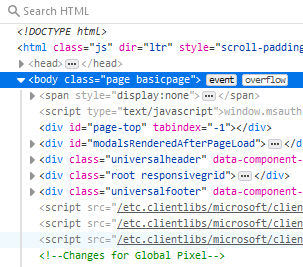 Search HTML
<!DOCTYPE html>
<html class="js" dir="ltr" style="scroll-padding
<head>
</head>
<body class="page basicpage"> event overflow
<span style="display:none"> </span>
<script type="text/javascript">window.msauth
<div id="page-top" tabindex="-1"></div>
<div id="modalsRenderedAfterPageLoad"> </div>
<div class="universalheader" data-component-
<div class="root responsivegrid"> </div>
<div class="universalfooter" data-component-
<script src="/etc.clientlibs/microsoft/clien
<script src="/etc.clientlibs/microsoft/clien
<script src="/etc.clientlibs/microsoft/clien
<!--Changes for Global Pixel-->